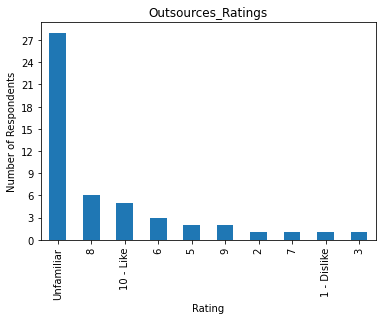 Outsources_Ratings
Number of Respondents
27
24
21
18
15
12
9
6
3
0
Unfamiliar
8
10 - Like
6
5
9
2
7
1 - Dislike
3
Rating